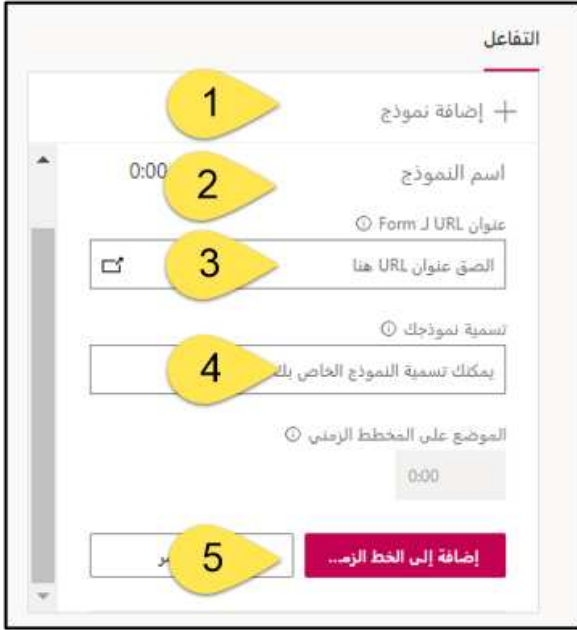 التفاعل
+ إضافة نموذج
1
اسم النموذج
2
0:00
عنوان URL لـ Form
الصق عنوان URL هنا
3
تسمية نموذجك
يمكنك تسمية النموذج الخاص بك
4
الموضع على المخطط الزمني
0:00
إضافة إلى الخط الزمـ...
5